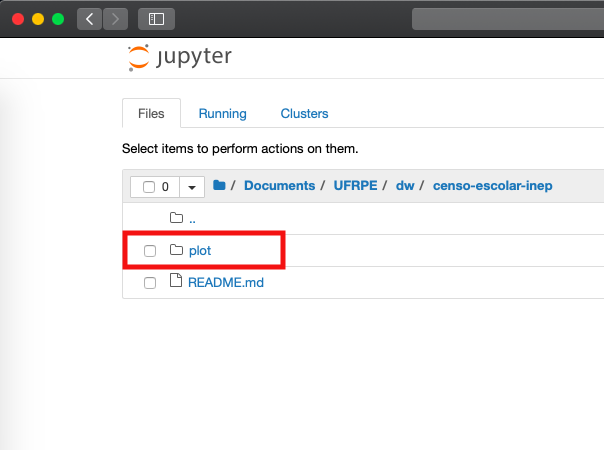 jupyter
Files Running Clusters
Select items to perform actions on them.
0 / Documents / UFRPE / dw / censo-escolar-inep
..
plot
README.md